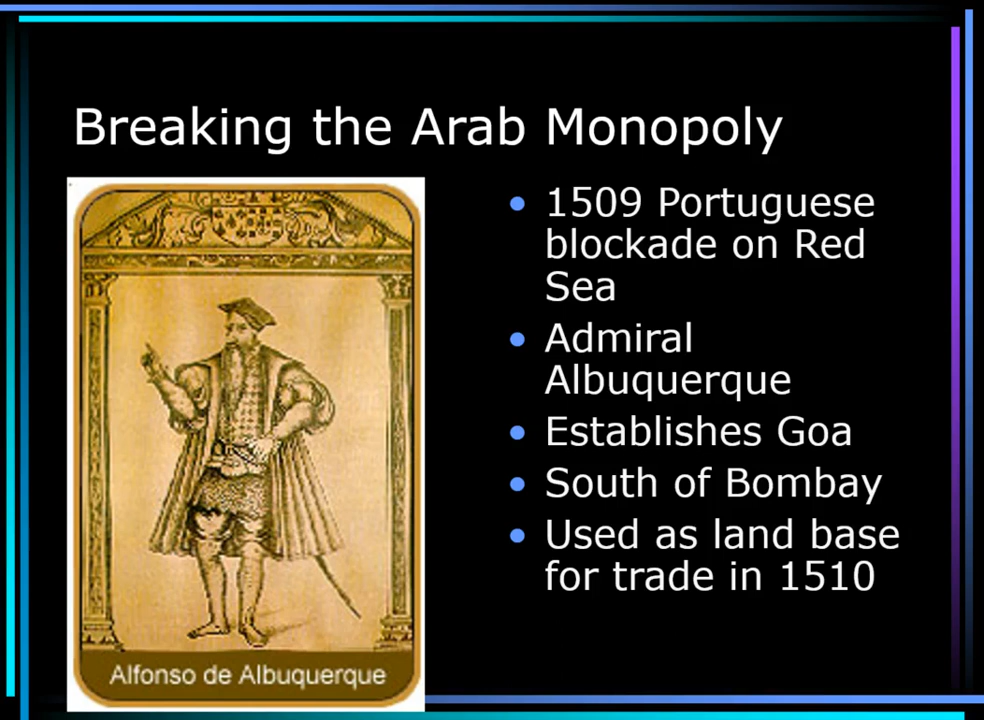 Breaking the Arab Monopoly
• 1509 Portuguese
blockade on Red
Sea
• Admiral
Albuquerque
• Establishes Goa
• South of Bombay
• Used as land base
for trade in 1510
Alfonso de Albuquerque